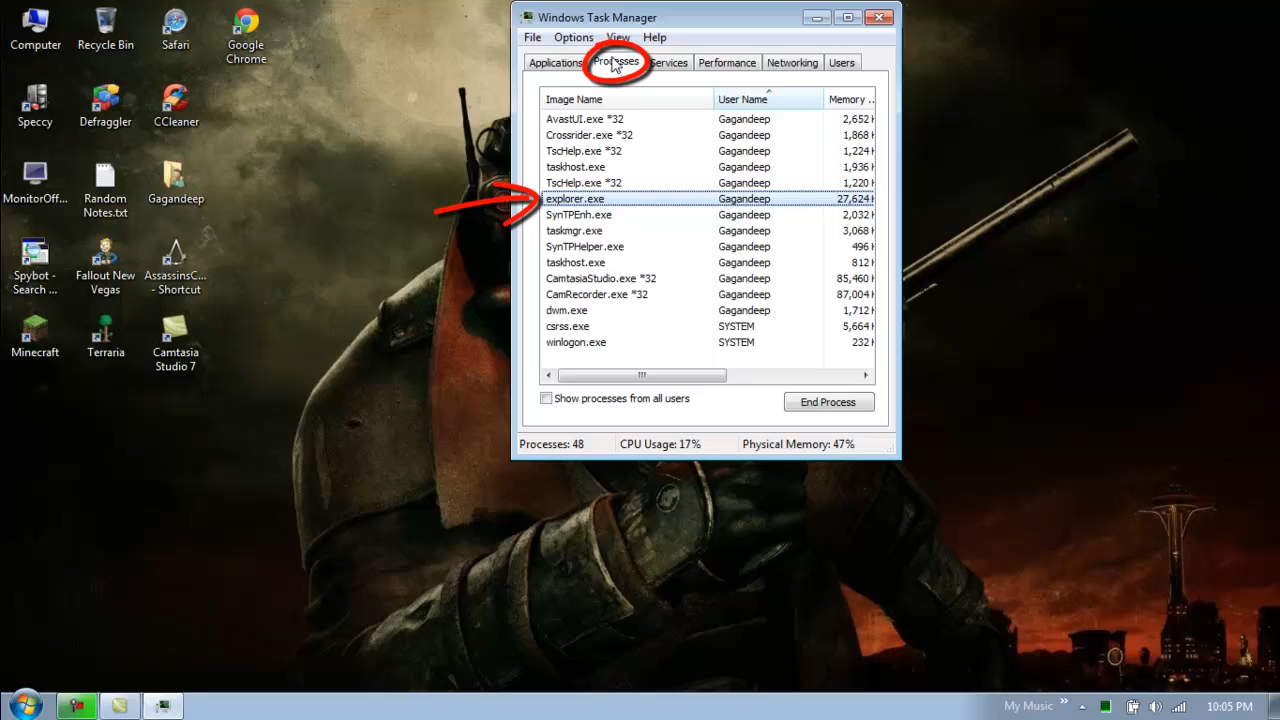 Computer
Recycle Bin
Safari
Google
Chrome
Speccy
Defraggler
CCleaner
MonitorOff...
Random
Notes.txt
Gagandeep
Spybot -
Search ...
Fallout New
Vegas
AssassinsC...
- Shortcut
Minecraft
Terraria
Camtasia
Studio 7
Windows Task Manager
File Options View Help
Applications Processes Services Performance Networking Users
Image Name User Name Memory ..
AvastUI.exe *32 Gagandeep 2,652 K
Crossrider.exe *32 Gagandeep 1,868 K
TscHelp.exe *32 Gagandeep 1,224 K
taskhost.exe Gagandeep 1,936 K
TscHelp.exe *32 Gagandeep 1,220 K
explorer.exe Gagandeep 27,624 K
SynTPEnh.exe Gagandeep 2,032 K
taskmgr.exe Gagandeep 3,068 K
SynTPHelper.exe Gagandeep 496 K
taskhost.exe Gagandeep 812 K
CamtasiaStudio.exe *32 Gagandeep 85,460 K
CamRecorder.exe *32 Gagandeep 87,004 K
dwm.exe Gagandeep 1,712 K
csrss.exe SYSTEM 5,664 K
winlogon.exe SYSTEM 232 K
Show processes from all users
End Process
Processes: 48 CPU Usage: 17% Physical Memory: 47%
My Music » 10:05 PM